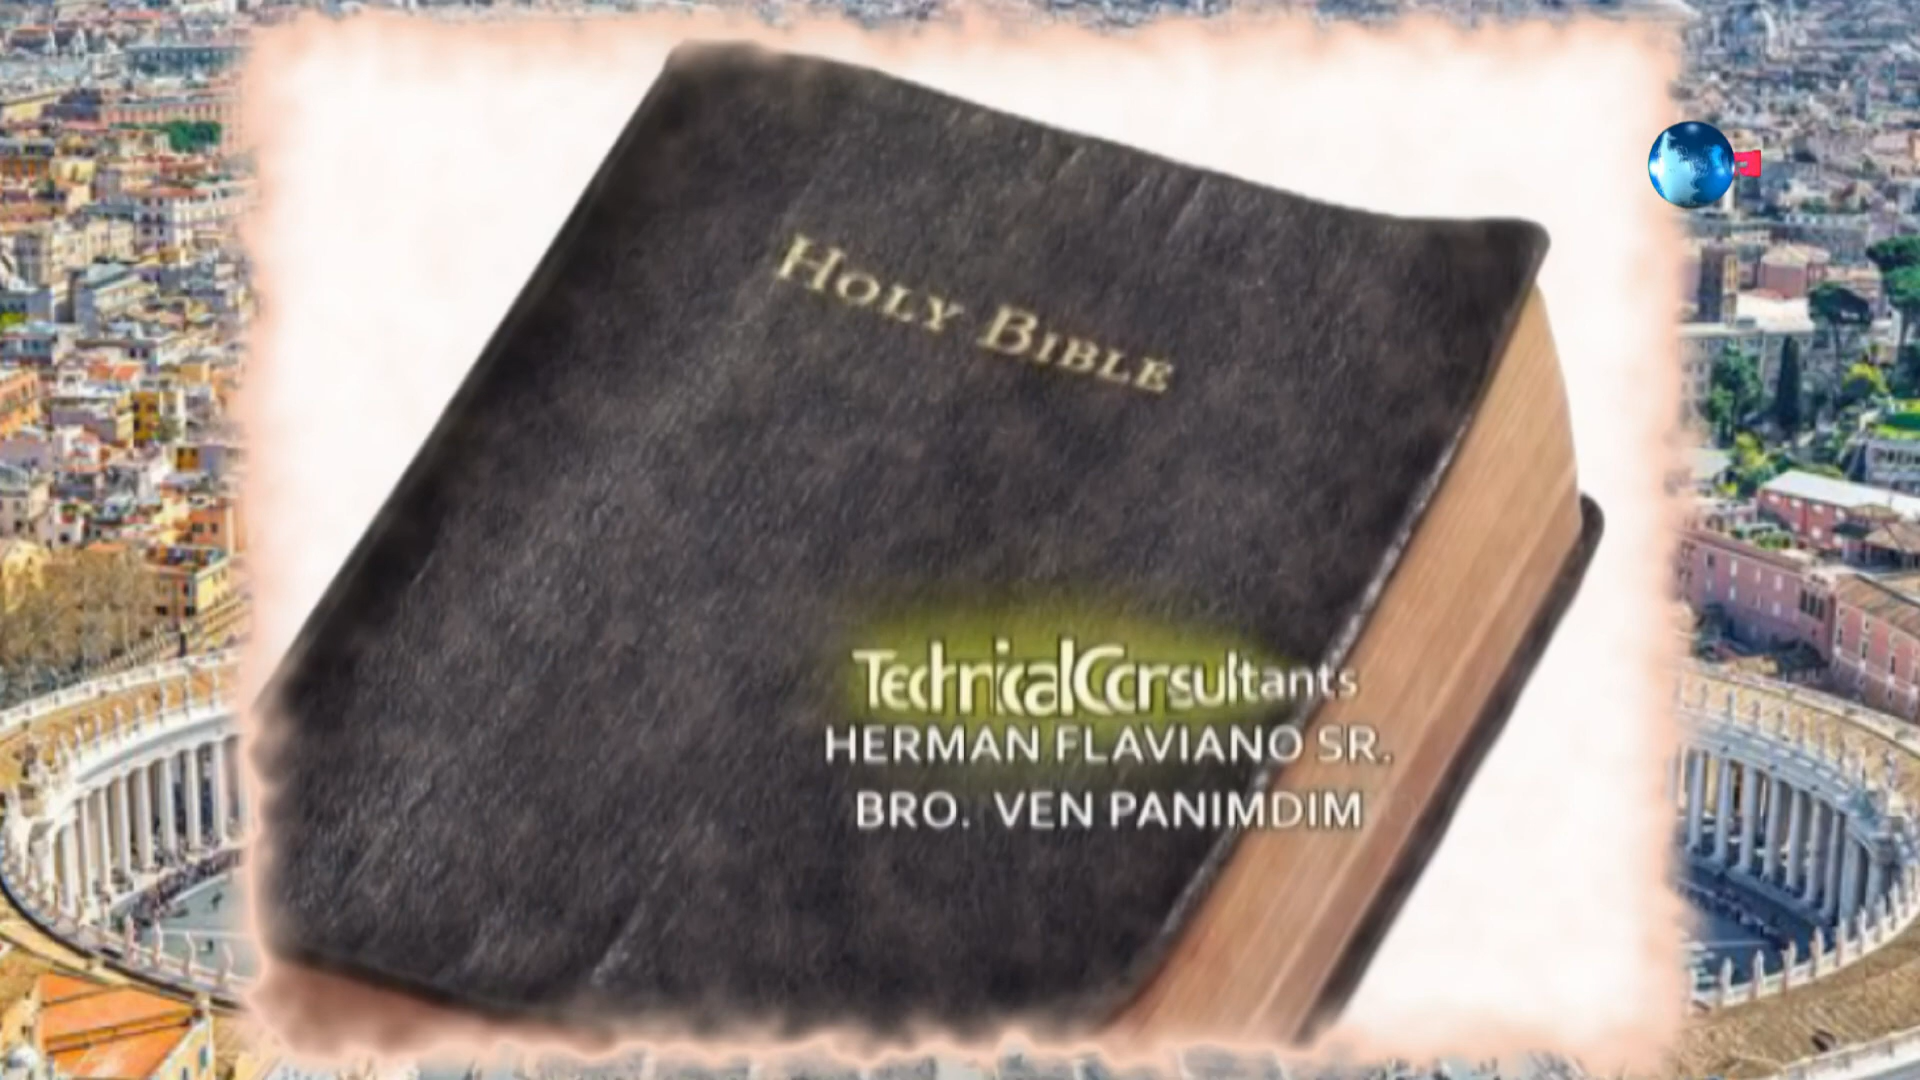 HOLY BIBLE
Technical Consultants
HERMAN FLAVIANO SR.
BRO. VEN PANIMDIM